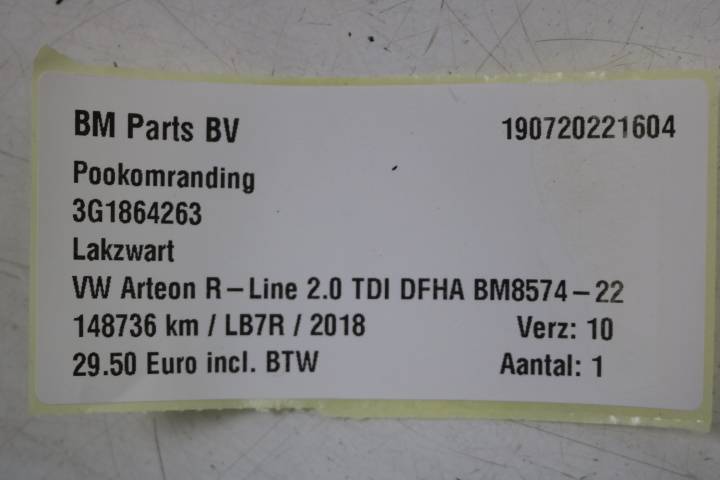 BM Parts BV 190720221604
Pookomranding
3G1864263
Lakzwart
VW Arteon R-Line 2.0 TDI DFHA BM8574-22
148736 km / LB7R / 2018 Verz: 10
29.50 Euro incl. BTW Aantal: 1